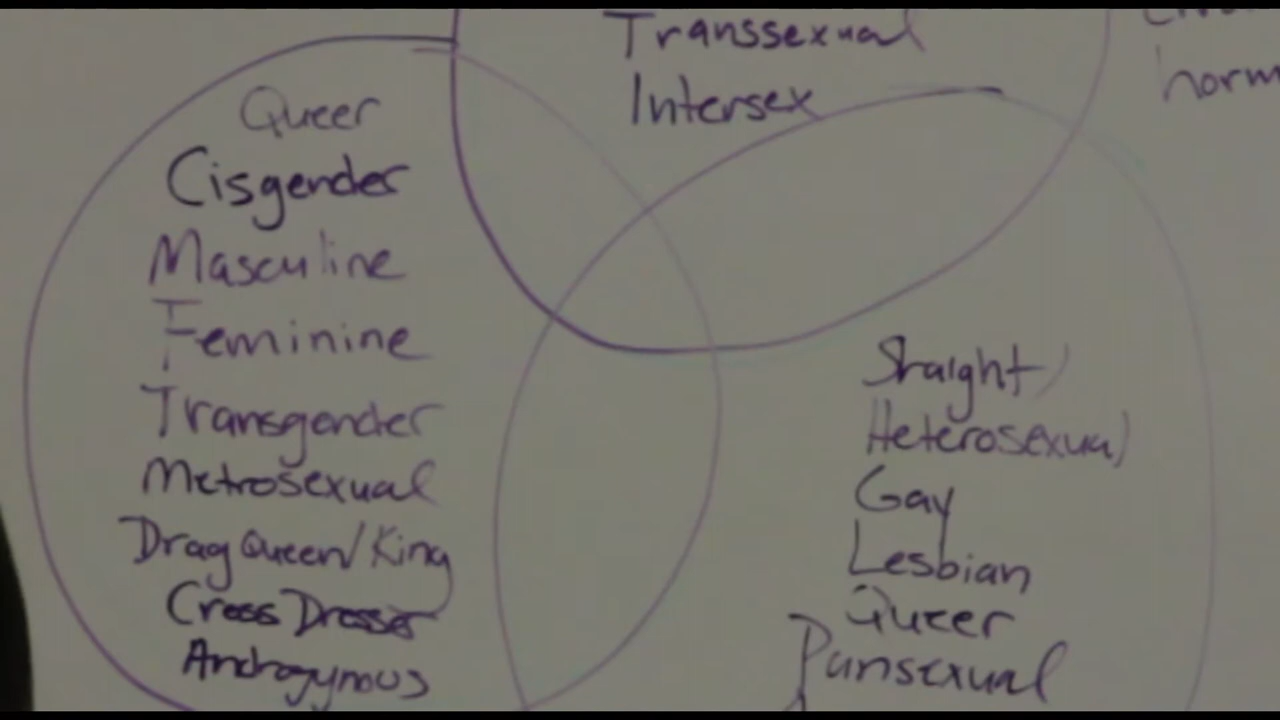 Transsexual
Intersex
horm
Queer
Cisgender
Masculine
Feminine
Transgender
Metrosexual
Drag Queen/King
Cross Dresser
Androgynous
Straight/
Heterosexual
Gay
Lesbian
Queer
Pansexual